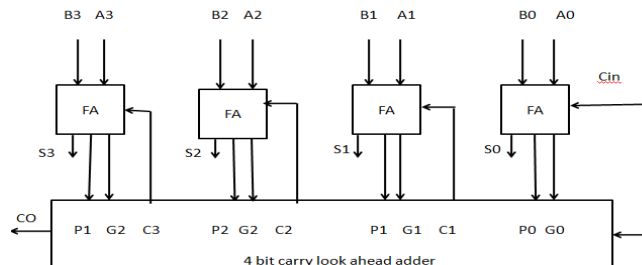 B3 A3 B2 A2 B1 A1 B0 A0
Cin
FA FA FA FA
S3 S2 S1 S0
CO
P1 G2 C3 P2 G2 C2 P1 G1 C1 P0 G0
4 bit carry look ahead adder